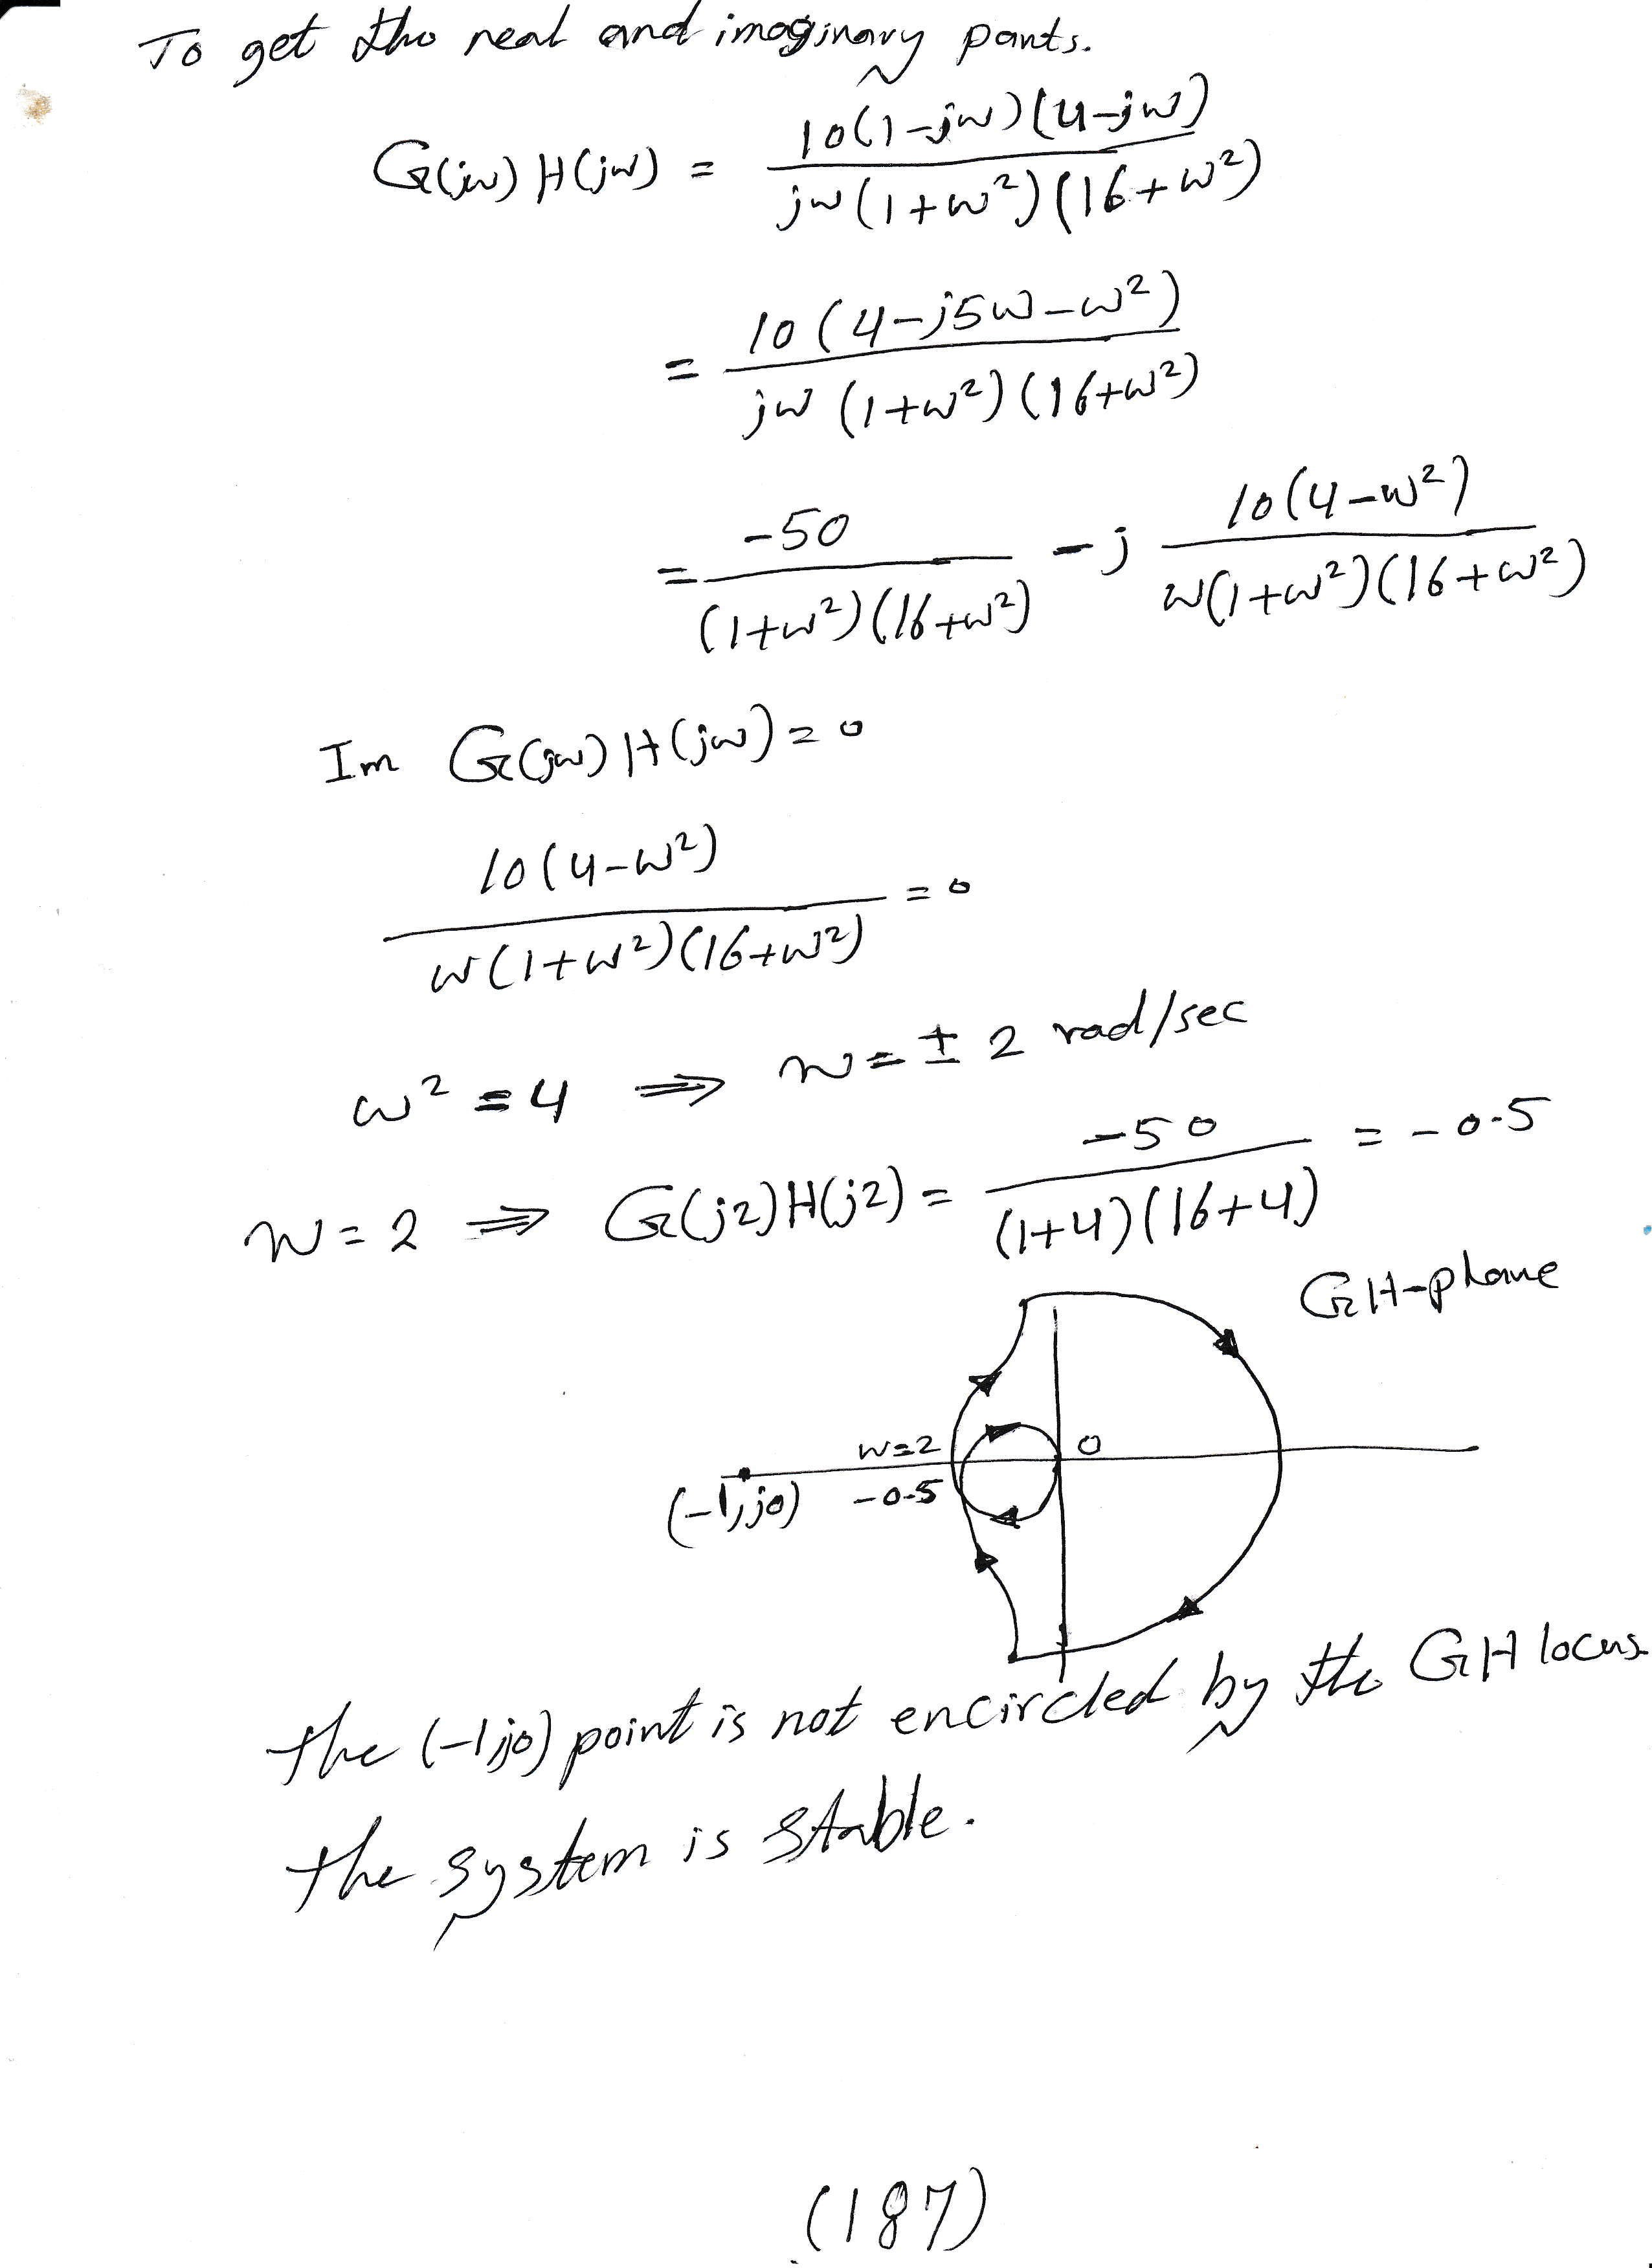 To get the real and imaginary parts.
G(jw) H(jw) = 10(1-jw)(4-jw) / jw(1+w²)(16+w²)
= 10(4-j5w-w²) / jw(1+w²)(16+w²)
= -50 / (1+w²)(16+w²) - j 10(4-w²) / w(1+w²)(16+w²)
Im G(jw) H(jw) = 0
10(4-w²) / w(1+w²)(16+w²) = 0
w² = 4 ⇒ w = ± 2 rad/sec
w = 2 ⇒ G(j2)H(j2) = -50 / (1+4)(16+4) = -0.5
GH-plane
w=2
0
(-1,j0)
-0.5
the (-1,j0) point is not encircled by the GH locus
the system is stable.
(187)